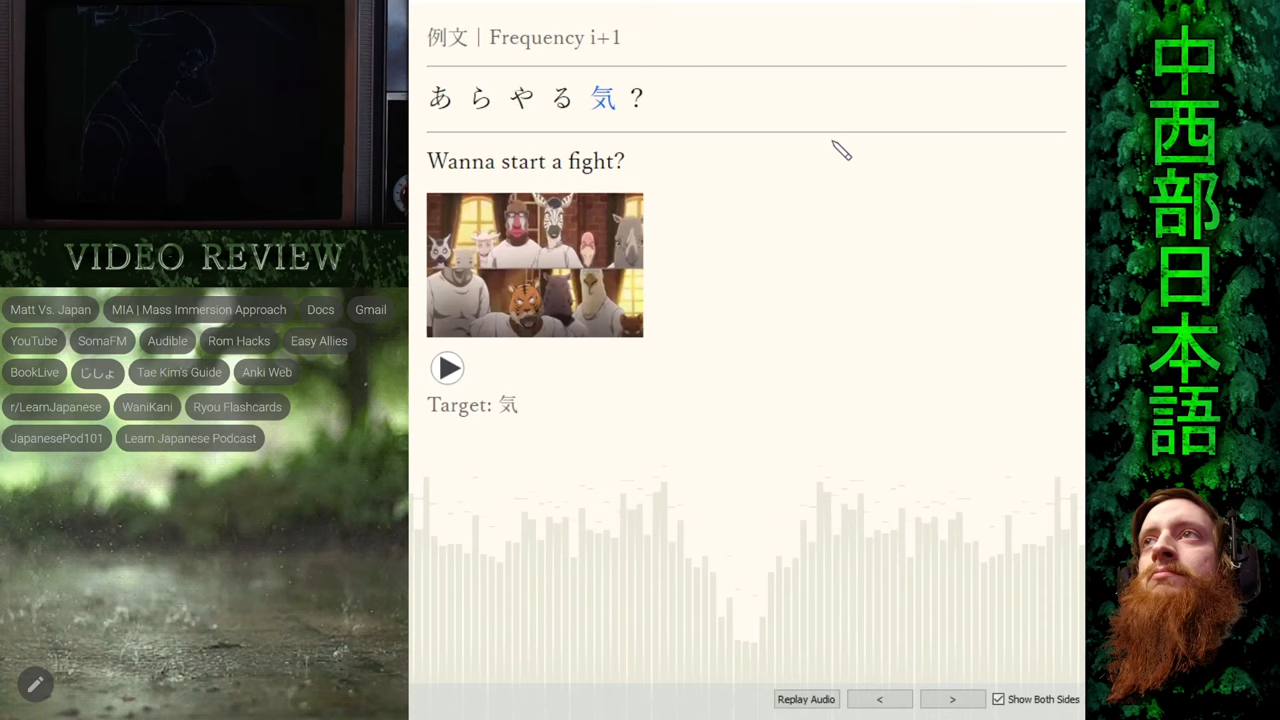 例文｜Frequency i+1
あらやる気？
Wanna start a fight?
Target: 気
Replay Audio
<
>
Show Both Sides
VIDEO REVIEW
Matt Vs. Japan
MIA | Mass Immersion Approach
Docs
Gmail
YouTube
SomaFM
Audible
Rom Hacks
Easy Allies
BookLive
じしょ
Tae Kim's Guide
Anki Web
r/LearnJapanese
WaniKani
Ryou Flashcards
JapanesePod101
Learn Japanese Podcast
中西部日本語